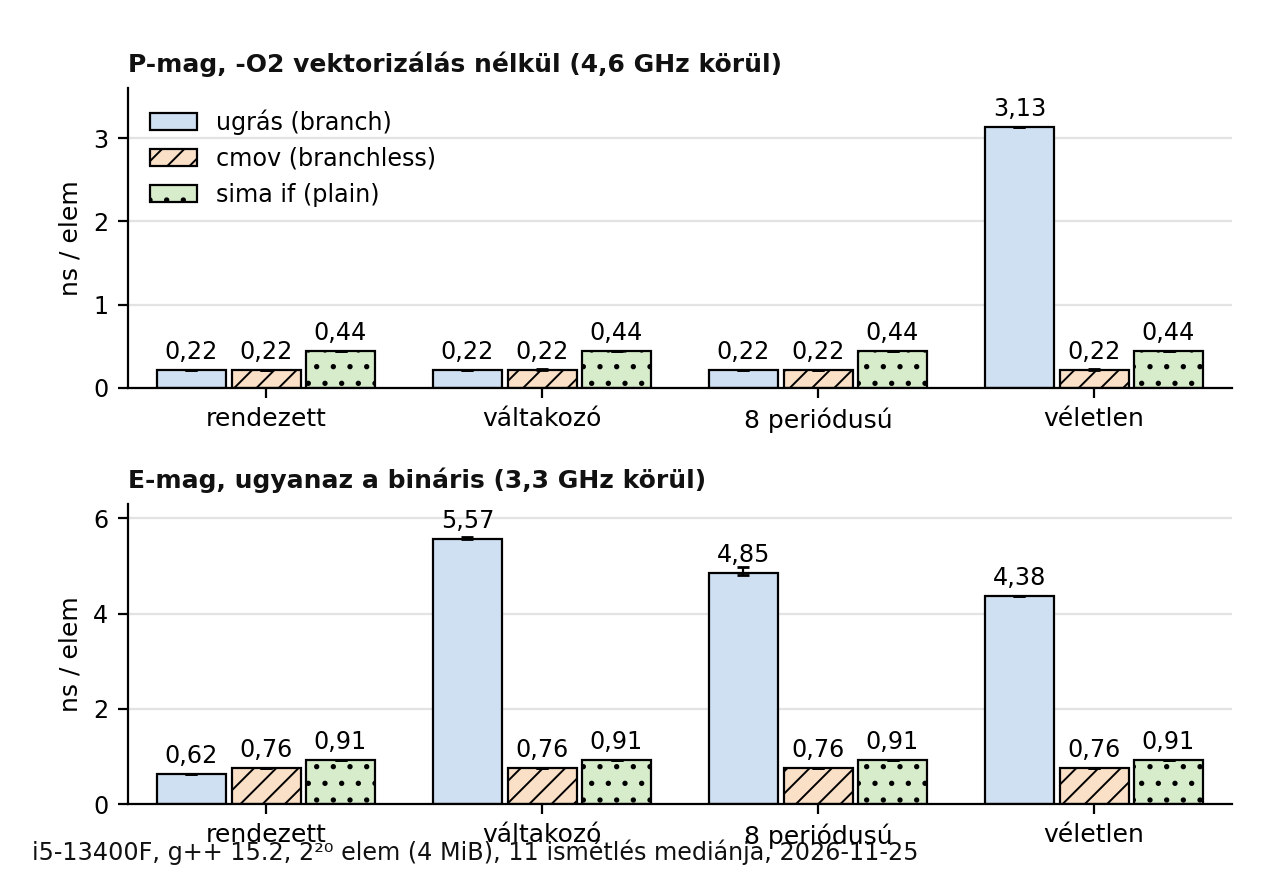 P-mag, -O2 vektorizálás nélkül (4,6 GHz körül)
ugrás (branch)
cmov (branchless)
sima if (plain)
ns / elem
3
2
1
0
0,22 0,22 0,44
0,22 0,22 0,44
0,22 0,22 0,44
3,13 0,22 0,44
rendezett váltakozó 8 periódusú véletlen
E-mag, ugyanaz a bináris (3,3 GHz körül)
ns / elem
6
4
2
0
0,62 0,76 0,91
5,57 0,76 0,91
4,85 0,76 0,91
4,38 0,76 0,91
rendezett váltakozó 8 periódusú véletlen
i5-13400F, g++ 15.2, 2²⁰ elem (4 MiB), 11 ismétlés mediánja, 2026-11-25